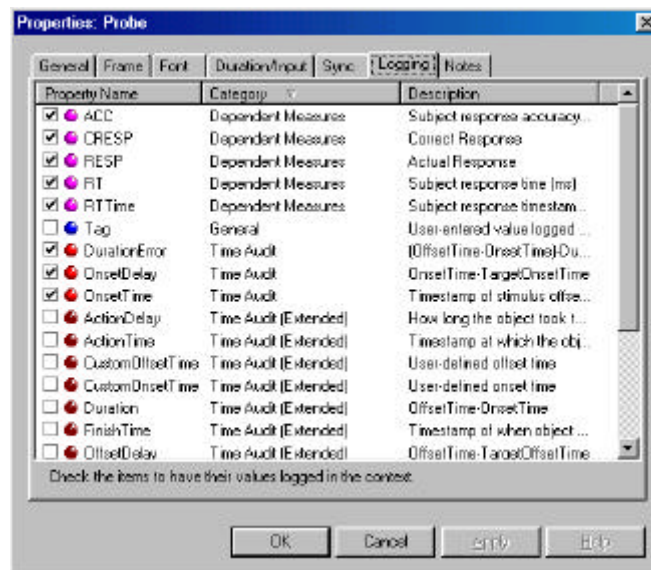 Properties: Probe
General Frame Font Duration/Input Sync Logging Notes
Property Name Category Description
ACC Dependent Measures Subject response accuracy...
CRESP Dependent Measures Correct Response
RESP Dependent Measures Actual Response
RT Dependent Measures Subject response time (ms)
RTTime Dependent Measures Subject response timestam...
Tag General User-entered value logged ...
DurationError Time Audit (OffsetTime-OnsetTime)-Du...
OnsetDelay Time Audit OnsetTime-TargetOnsetTime
OnsetTime Time Audit Timestamp of stimulus offse...
ActionDelay Time Audit (Extended) How long the object took t...
ActionTime Time Audit (Extended) Timestamp at which the obj...
CustomOffsetTime Time Audit (Extended) User-defined offset time
CustomOnsetTime Time Audit (Extended) User-defined onset time
Duration Time Audit (Extended) OffsetTime-OnsetTime
FinishTime Time Audit (Extended) Timestamp of when object ...
OffsetDelay Time Audit (Extended) OffsetTime-TargetOffsetTime
Check the items to have their values logged in the context.
OK Cancel Apply Help